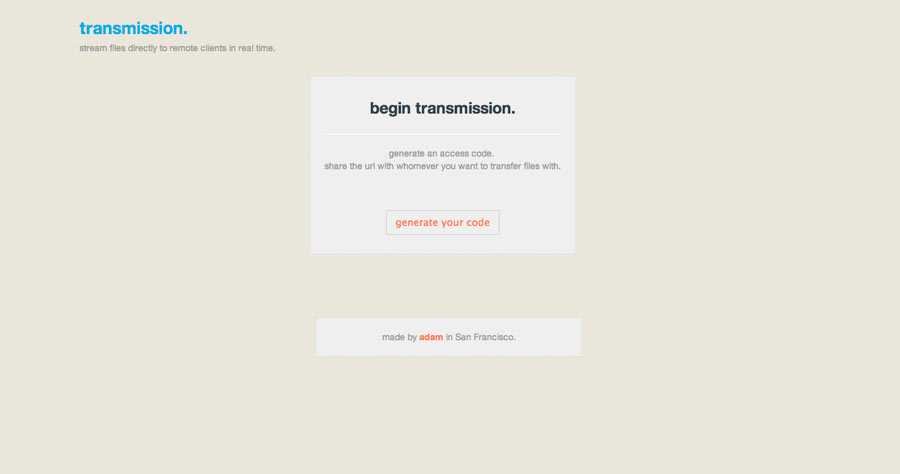 transmission.
stream files directly to remote clients in real time.
begin transmission.
generate an access code.
share the url with whomever you want to transfer files with.
generate your code
made by adam in San Francisco.